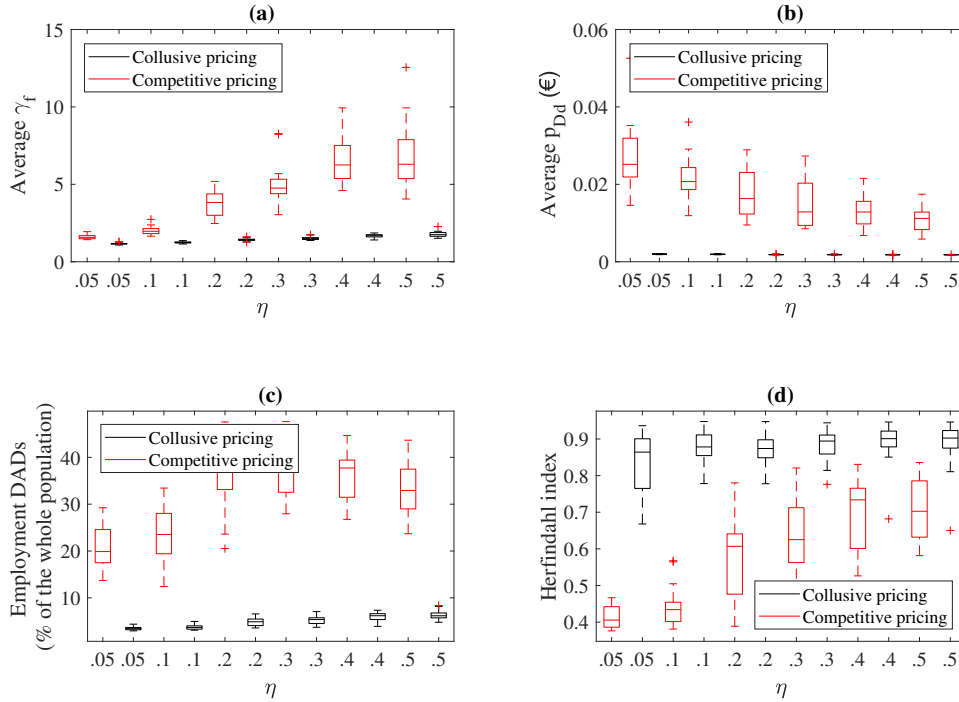 (a)
Collusive pricing
Competitive pricing
Average γ_f
15
10
5
0
.05 .05 .1 .1 .2 .2 .3 .3 .4 .4 .5 .5
η
(b)
Collusive pricing
Competitive pricing
Average p_Dd (€)
0.06
0.04
0.02
0
.05 .05 .1 .1 .2 .2 .3 .3 .4 .4 .5 .5
η
(c)
Collusive pricing
Competitive pricing
Employment DADs
(% of the whole population)
40
30
20
10
.05 .05 .1 .1 .2 .2 .3 .3 .4 .4 .5 .5
η
(d)
Herfindahl index
0.9
0.8
0.7
0.6
0.5
0.4
Collusive pricing
Competitive pricing
.05 .05 .1 .1 .2 .2 .3 .3 .4 .4 .5 .5
η